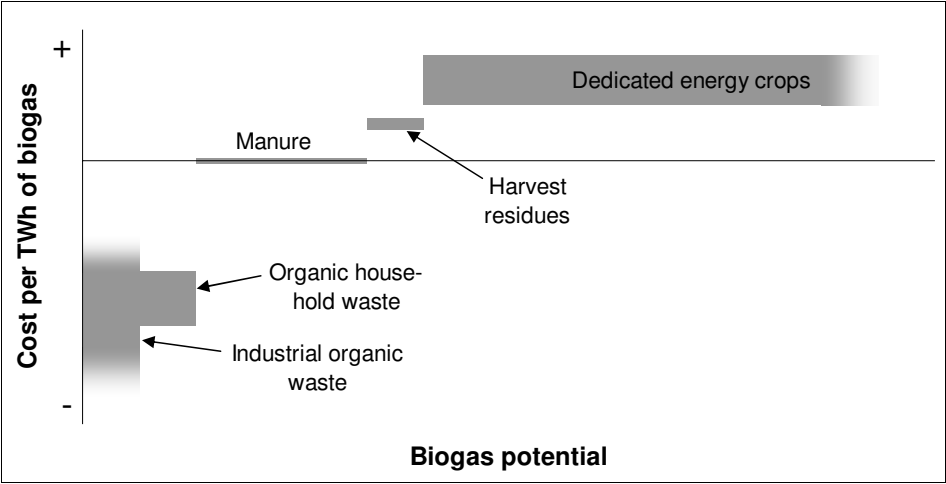 +
Dedicated energy crops
Manure
Harvest
residues
Cost per TWh of biogas
Organic house-
hold waste
Industrial organic
waste
-
Biogas potential